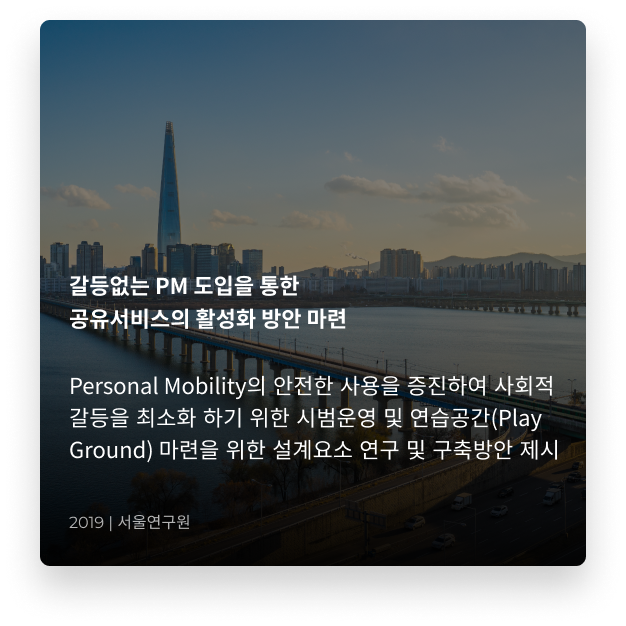 갈등없는 PM 도입을 통한
공유서비스의 활성화 방안 마련
Personal Mobility의 안전한 사용을 증진하여 사회적
갈등을 최소화 하기 위한 시범운영 및 연습공간(Play
Ground) 마련을 위한 설계요소 연구 및 구축방안 제시
2019 | 서울연구원